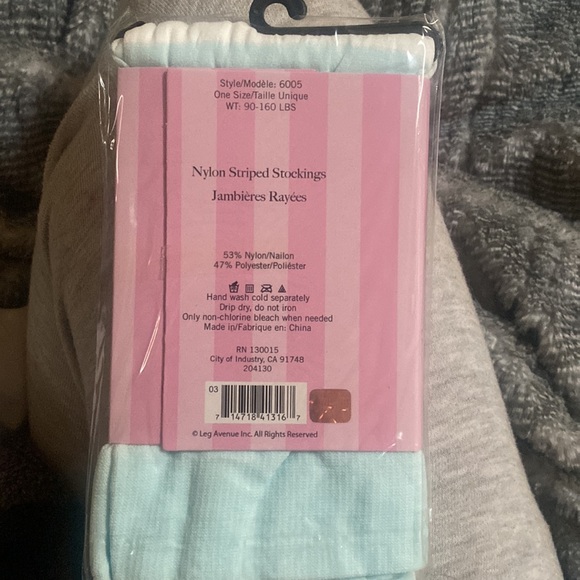 Style/Modèle: 6005
One Size/Taille Unique
WT: 90-160 LBS
Nylon Striped Stockings
Jambières Rayées
53% Nylon/Nailon
47% Polyester/Poliéster
Hand wash cold separately
Drip dry, do not iron
Only non-chlorine bleach when needed
Made in/Fabrique en: China
RN 130015
City of Industry, CA 91748
204130
03
7 14718 41316 7
© Leg Avenue Inc. All Rights Reserved